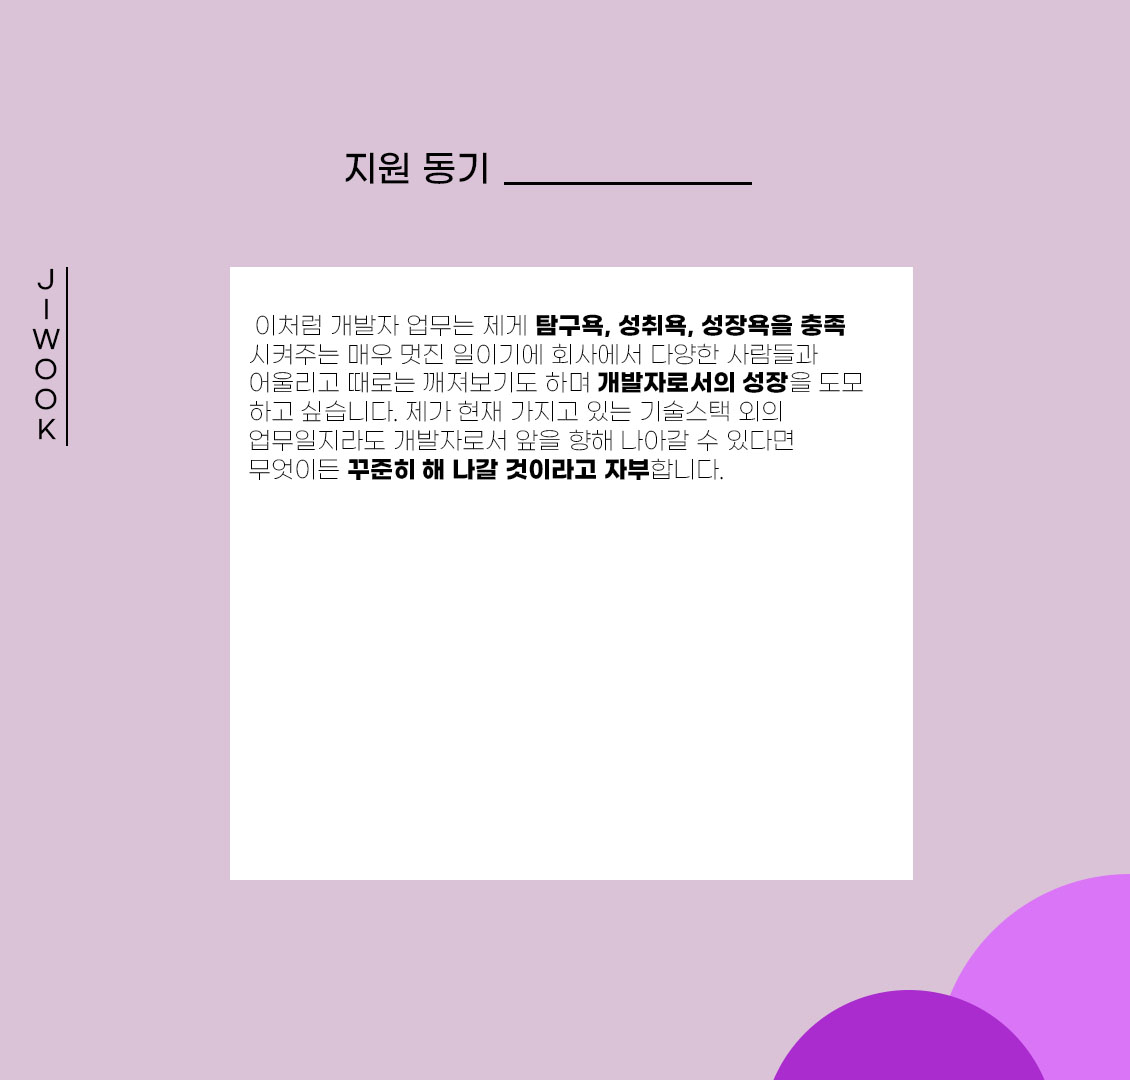 지원 동기
J
I
W
O
O
K
이처럼 개발자 업무는 제게 탐구욕, 성취욕, 성장욕을 충족
시켜주는 매우 멋진 일이기에 회사에서 다양한 사람들과
어울리고 때로는 깨져보기도 하며 개발자로서의 성장을 도모
하고 싶습니다. 제가 현재 가지고 있는 기술스택 외의
업무일지라도 개발자로서 앞을 향해 나아갈 수 있다면
무엇이든 꾸준히 해 나갈 것이라고 자부합니다.